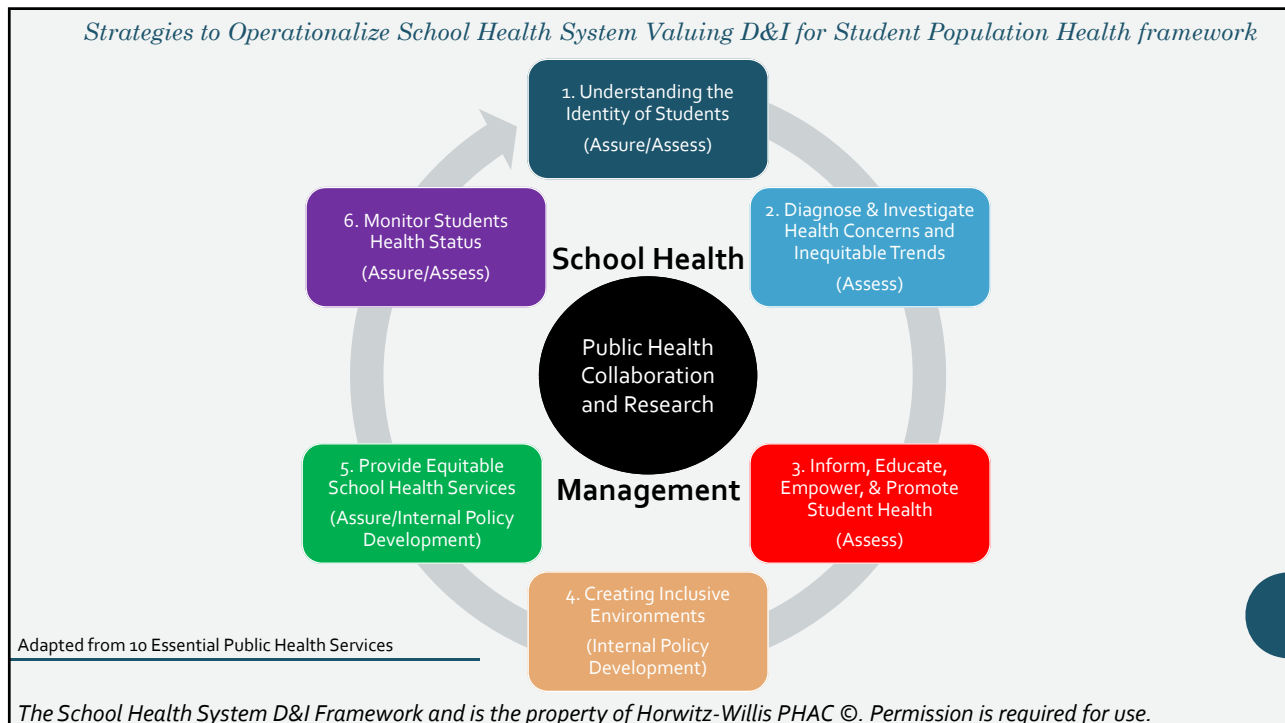 Strategies to Operationalize School Health System Valuing D&I for Student Population Health framework
1. Understanding the
Identity of Students
(Assure/Assess)
2. Diagnose & Investigate
Health Concerns and
Inequitable Trends
(Assess)
3. Inform, Educate,
Empower, & Promote
Student Health
(Assess)
4. Creating Inclusive
Environments
(Internal Policy
Development)
5. Provide Equitable
School Health Services
(Assure/Internal Policy
Development)
6. Monitor Students
Health Status
(Assure/Assess)
School Health
Public Health
Collaboration
and Research
Management
Adapted from 10 Essential Public Health Services
The School Health System D&I Framework and is the property of Horwitz-Willis PHAC ©. Permission is required for use.